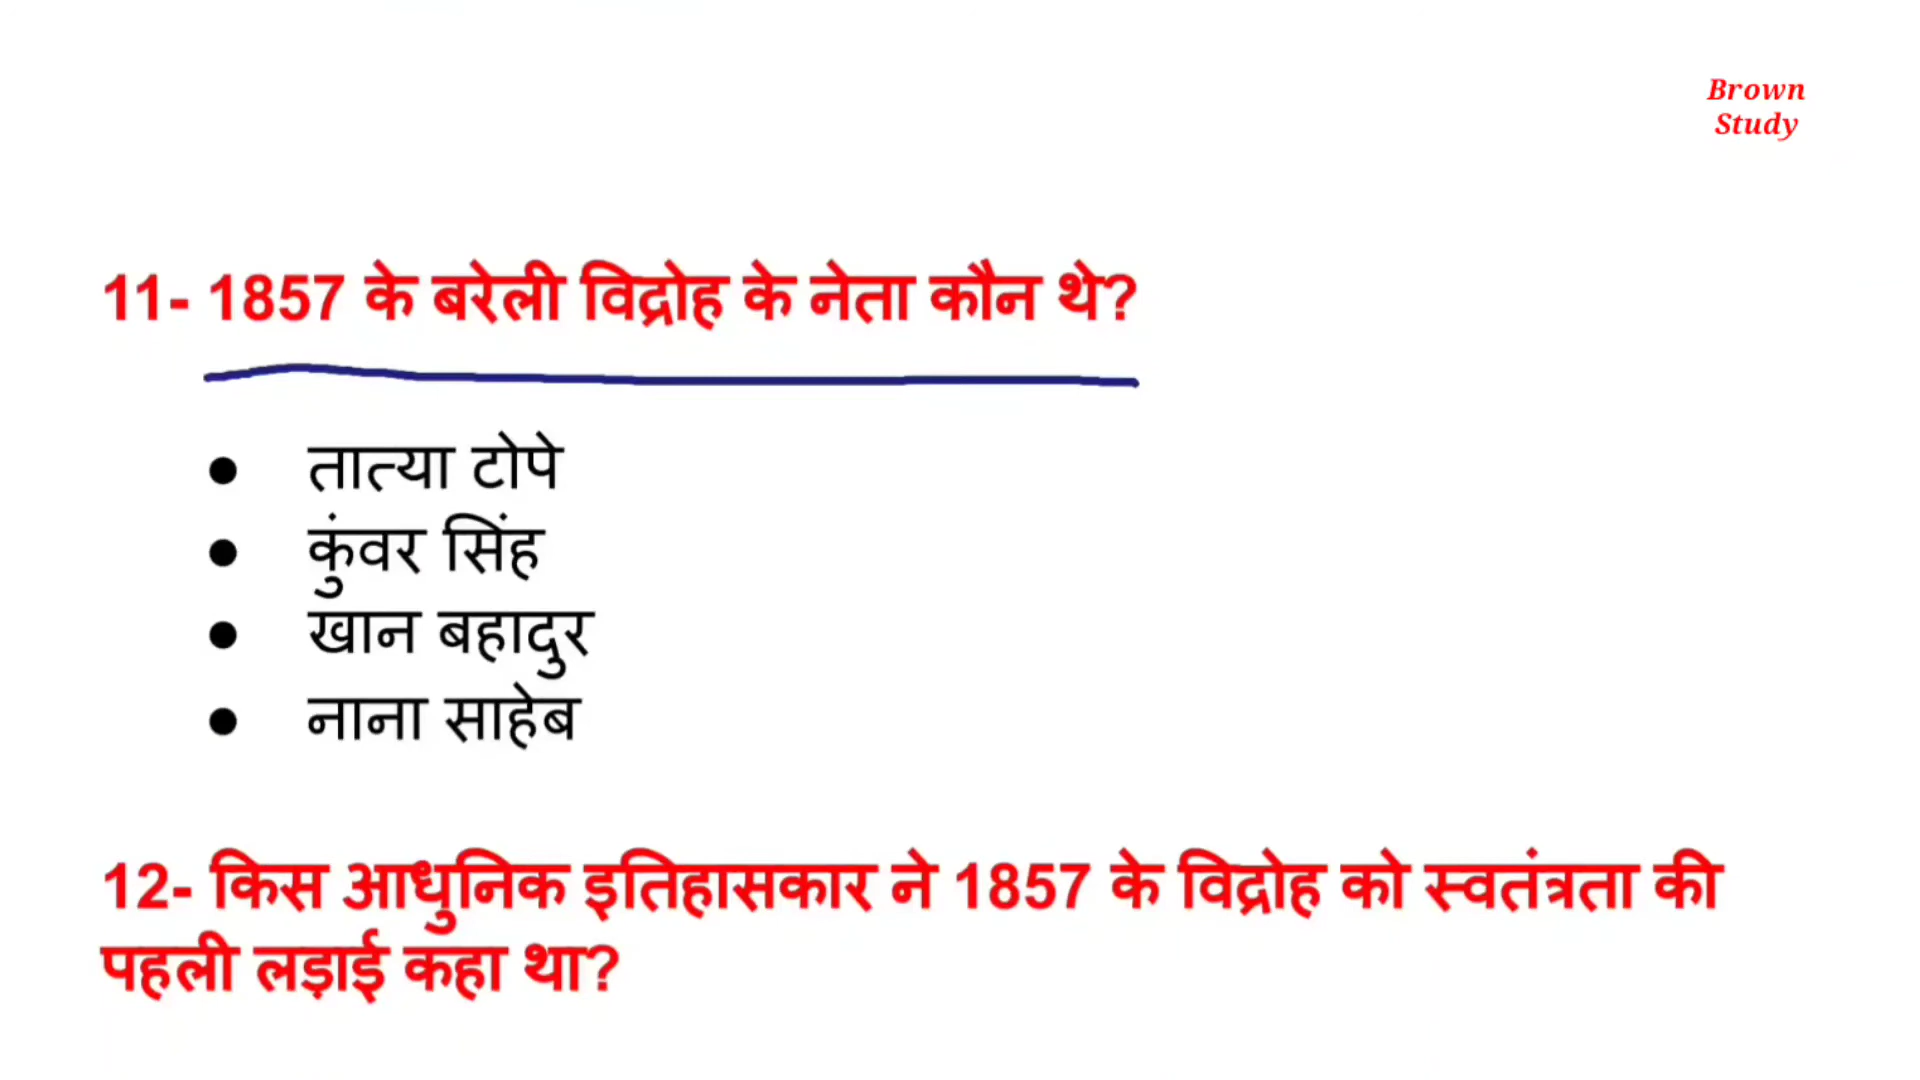 Brown
Study
11- 1857 के बरेली विद्रोह के नेता कौन थे?
● तात्या टोपे
● कुंवर सिंह
● खान बहादुर
● नाना साहेब
12- किस आधुनिक इतिहासकार ने 1857 के विद्रोह को स्वतंत्रता की
पहली लड़ाई कहा था?